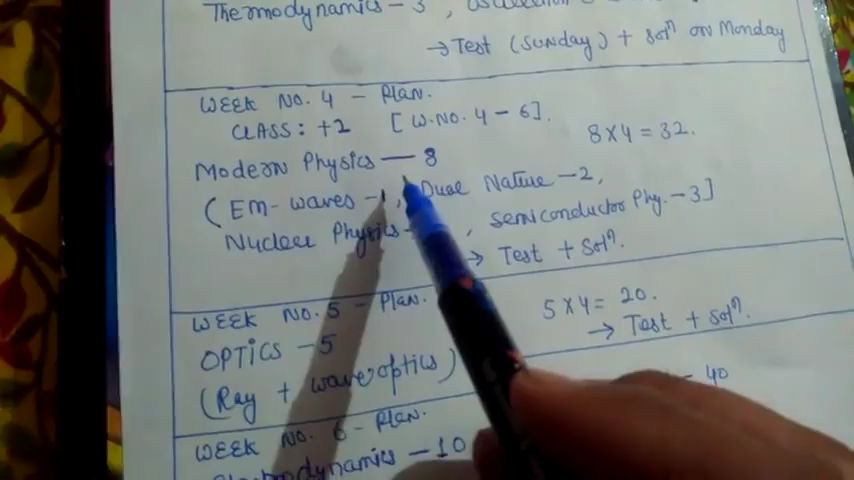 Thermodynamics - 3,
→ Test (Sunday) + Solⁿ on Monday
WEEK No. 4 - Plan.
CLASS: +2 [W.No. 4 - 6].
8 x 4 = 32.
Modern Physics — 8
(EM-waves - 1, Dual Nature - 2,
Nuclear Physics - , Semiconductor Phy. - 3]
→ Test + Solⁿ.
WEEK No. 5 - Plan.
5 x 4 = 20.
OPTICS - 5
→ Test + Solⁿ.
(Ray + wave optics)
- 40
WEEK No. 6 - Plan.
- 10